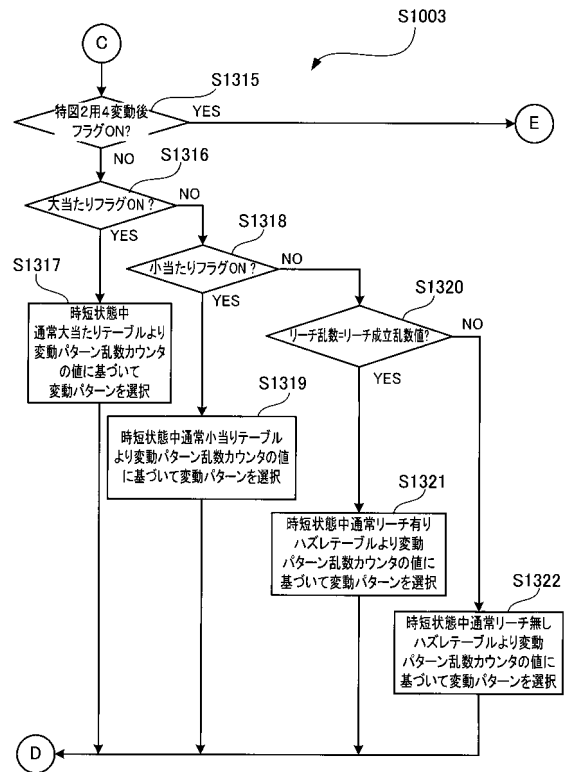 S1003
C
S1315
特図2用4変動後
フラグON?
YES
E
NO
S1316
大当たりフラグON?
NO
YES
S1318
小当たりフラグON?
NO
YES
S1317
時短状態中
通常大当たりテーブルより
変動パターン乱数カウンタ
の値に基づいて
変動パターンを選択
S1320
リーチ乱数=リーチ成立乱数値?
NO
YES
S1319
時短状態中通常小当りテーブル
より変動パターン乱数カウンタの値
に基づいて変動パターンを選択
S1321
時短状態中通常リーチ有り
ハズレテーブルより変動
パターン乱数カウンタの値に
基づいて変動パターンを選択
S1322
時短状態中通常リーチ無し
ハズレテーブルより変動
パターン乱数カウンタの値に
基づいて変動パターンを選択
D